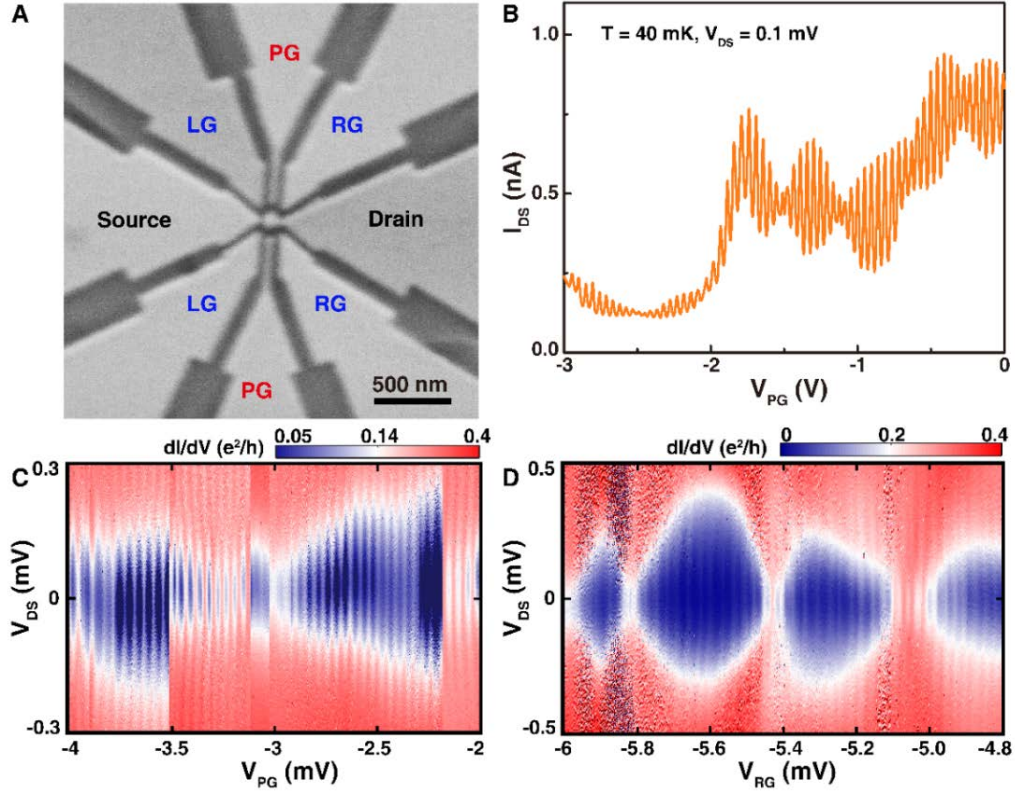 A
PG
LG
RG
Source
Drain
LG
RG
PG
500 nm
B
T = 40 mK, V_DS = 0.1 mV
1.0
0.5
0.0
I_DS (nA)
-3
-2
-1
0
V_PG (V)
C
dI/dV (e²/h)
0.05
0.14
0.4
0.3
0
-0.3
V_DS (mV)
-4
-3.5
-3
-2.5
-2
V_PG (mV)
D
dI/dV (e²/h)
0
0.2
0.4
0.5
0
-0.5
V_DS (mV)
-6
-5.8
-5.6
-5.4
-5.2
-5.0
-4.8
V_RG (mV)